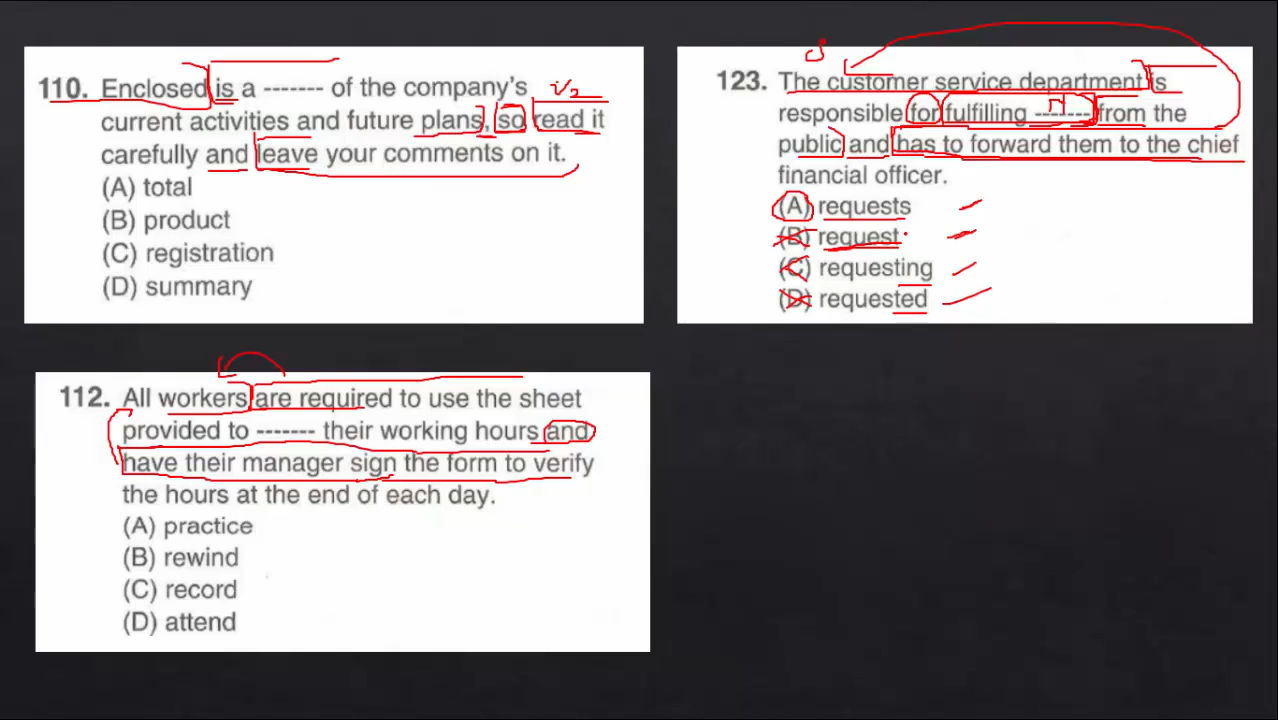 110. Enclosed is a ------- of the company's
current activities and future plans, so read it
carefully and leave your comments on it.
(A) total
(B) product
(C) registration
(D) summary
123. The customer service department is
responsible for fulfilling ------- from the
public and has to forward them to the chief
financial officer.
(A) requests
(B) request
(C) requesting
(D) requested
112. All workers are required to use the sheet
provided to ------- their working hours and
have their manager sign the form to verify
the hours at the end of each day.
(A) practice
(B) rewind
(C) record
(D) attend